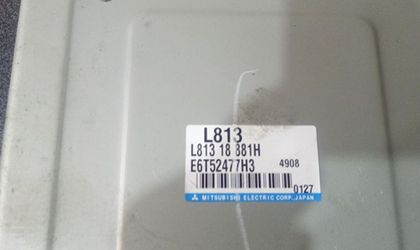 L813
L813 18 881H
E6T52477H3 4908
0127
MITSUBISHI ELECTRIC CORP. JAPAN